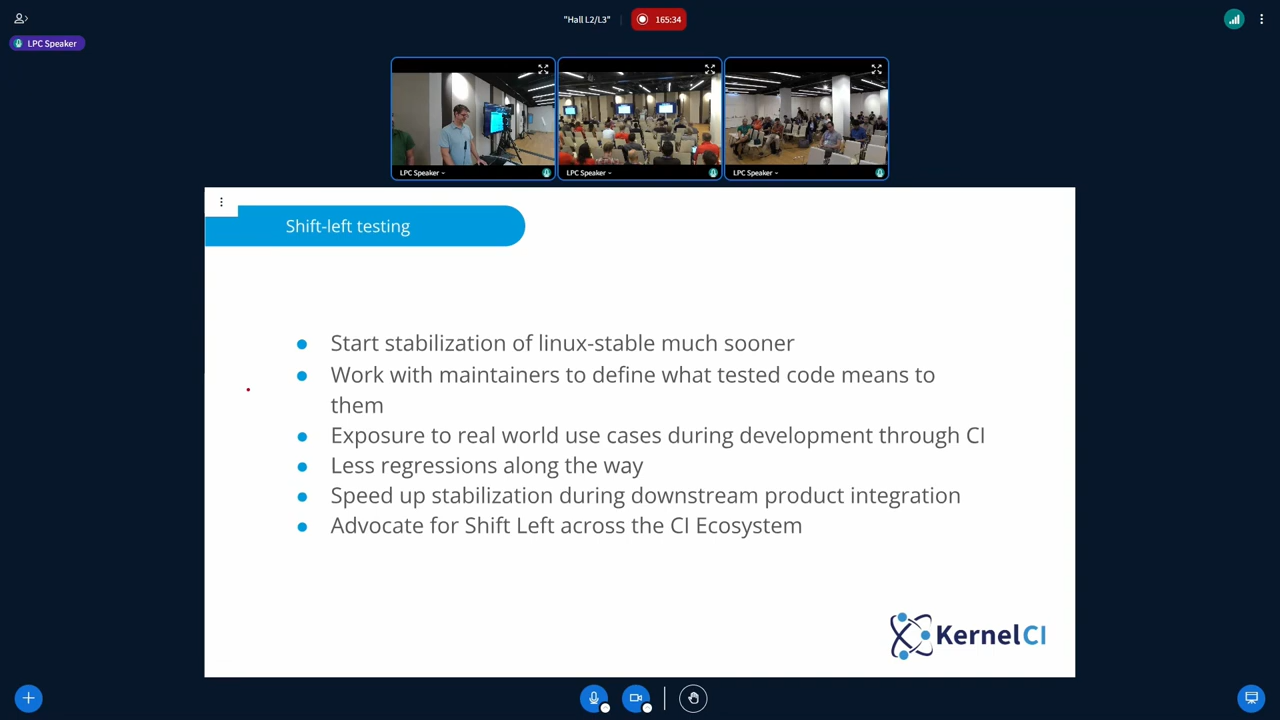 "Hall L2/L3"
165:34
LPC Speaker
LPC Speaker
LPC Speaker
LPC Speaker
Shift-left testing
Start stabilization of linux-stable much sooner
Work with maintainers to define what tested code means to
them
Exposure to real world use cases during development through CI
Less regressions along the way
Speed up stabilization during downstream product integration
Advocate for Shift Left across the CI Ecosystem
KernelCI